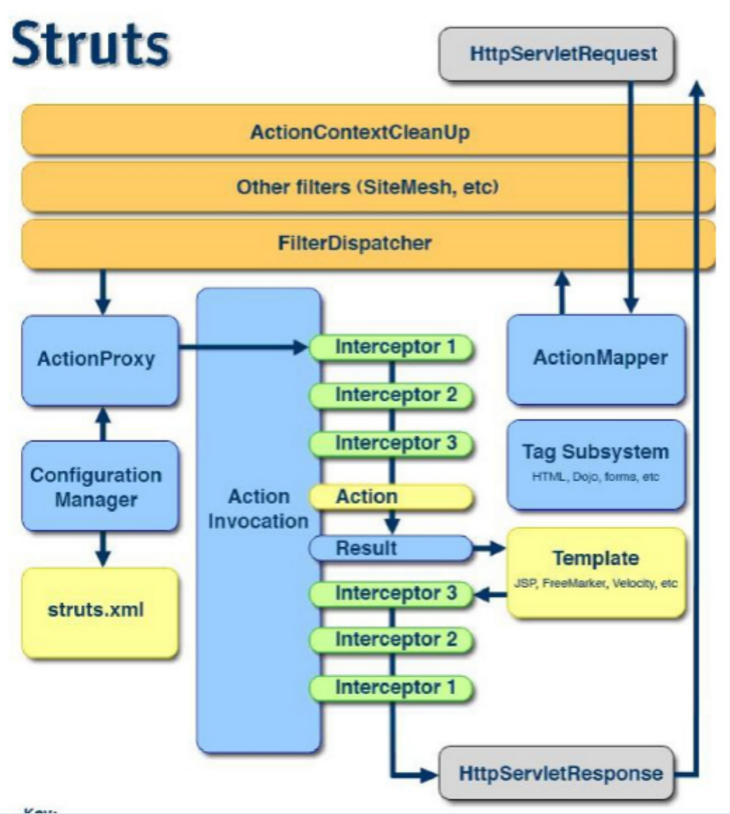 Struts
HttpServletRequest
ActionContextCleanUp
Other filters (SiteMesh, etc)
FilterDispatcher
ActionProxy
Interceptor 1
ActionMapper
Interceptor 2
Interceptor 3
Tag Subsystem
HTML, Dojo, forms, etc
Configuration
Manager
Action
Invocation
Action
Result
Template
JSP, FreeMarker, Velocity, etc
struts.xml
Interceptor 3
Interceptor 2
Interceptor 1
HttpServletResponse
Key: